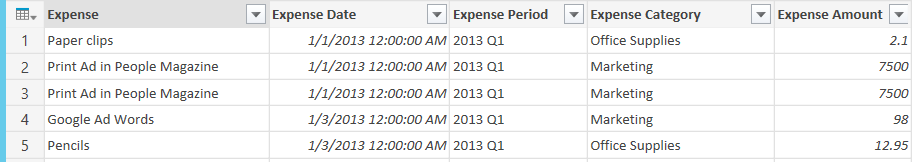 Expense Expense Date Expense Period Expense Category Expense Amount
1 Paper clips 1/1/2013 12:00:00 AM 2013 Q1 Office Supplies 2.1
2 Print Ad in People Magazine 1/1/2013 12:00:00 AM 2013 Q1 Marketing 7500
3 Print Ad in People Magazine 1/1/2013 12:00:00 AM 2013 Q1 Marketing 7500
4 Google Ad Words 1/3/2013 12:00:00 AM 2013 Q1 Marketing 98
5 Pencils 1/3/2013 12:00:00 AM 2013 Q1 Office Supplies 12.95